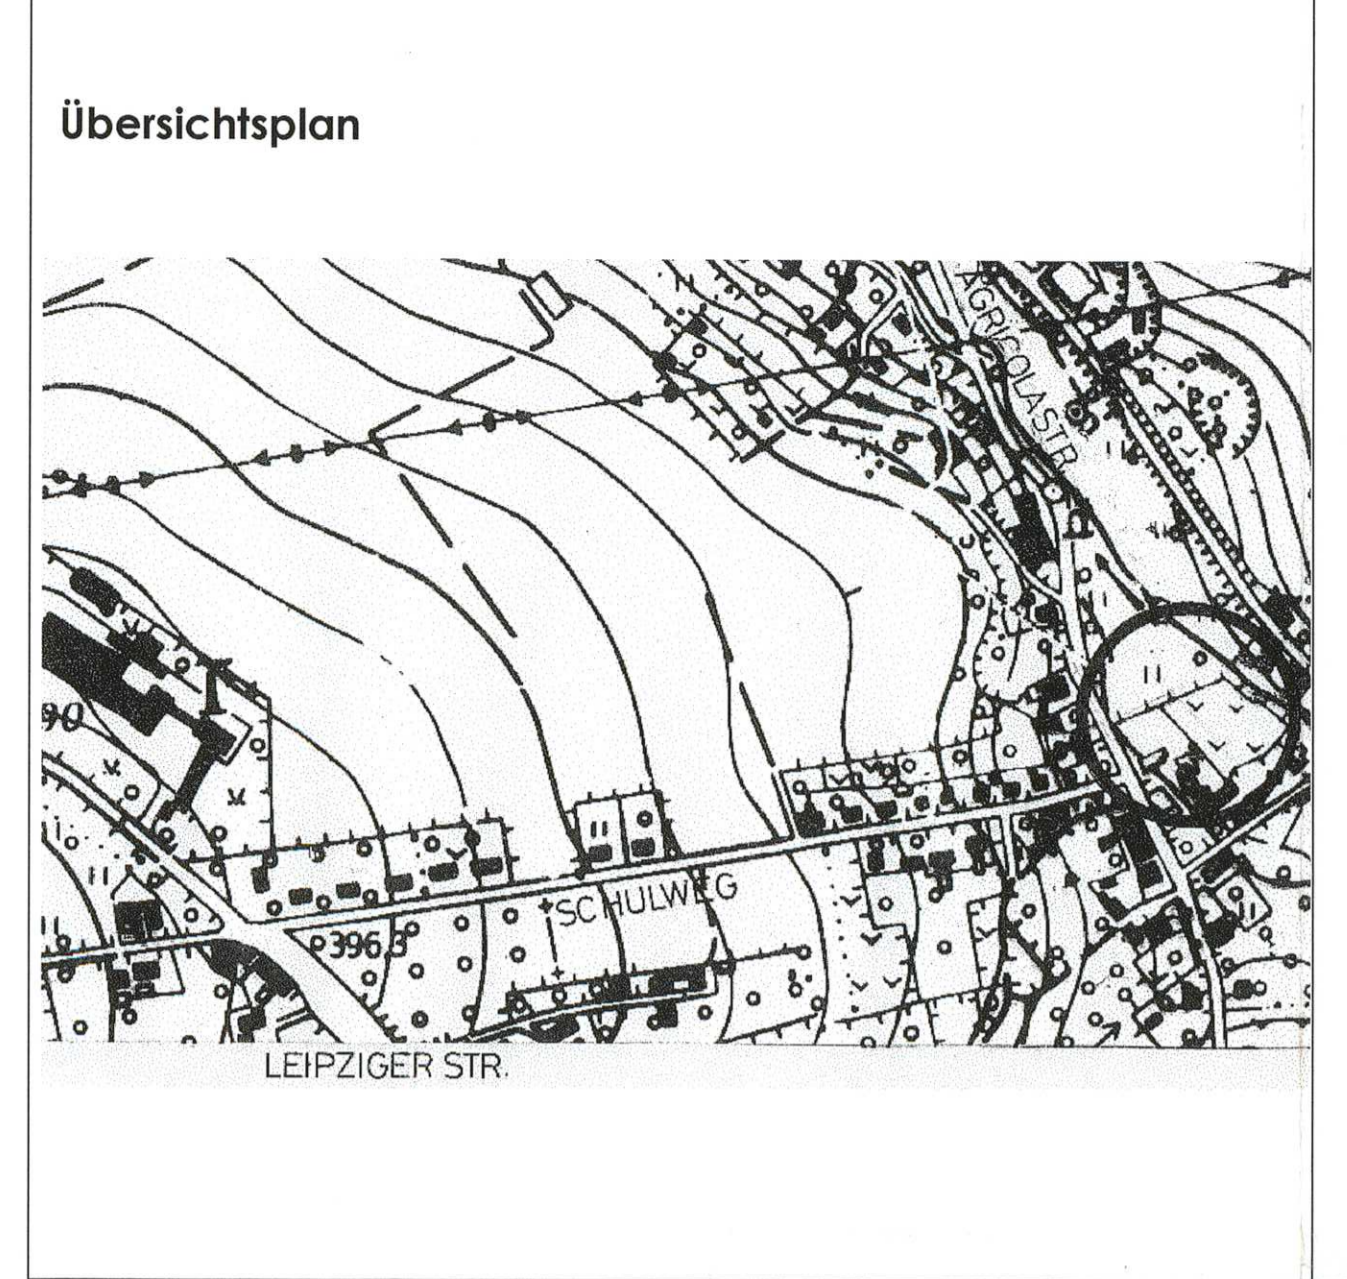 Übersichtsplan
AGRICOLASTR.
90
SCHULWEG
396,3
LEIPZIGER STR.